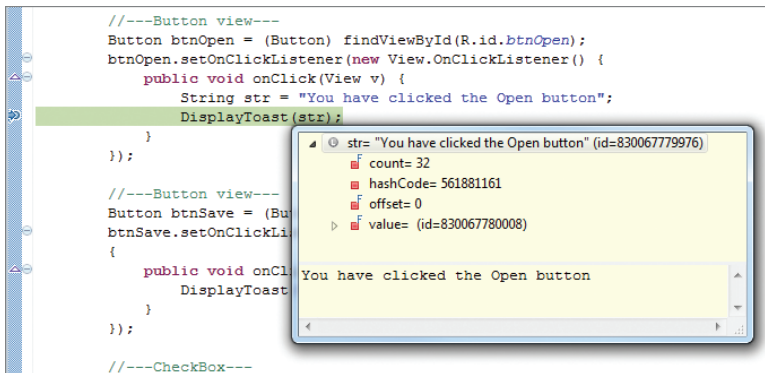 //---Button view---
Button btnOpen = (Button) findViewById(R.id.btnOpen);
btnOpen.setOnClickListener(new View.OnClickListener() {
public void onClick(View v) {
String str = "You have clicked the Open button";
DisplayToast(str);
}
});
str= "You have clicked the Open button" (id=830067779976)
count= 32
hashCode= 561881161
offset= 0
value= (id=830067780008)
You have clicked the Open button
//---Button view---
Button btnSave = (Bu
btnSave.setOnClickLi
{
public void onCl
DisplayToast
}
});
//---CheckBox---